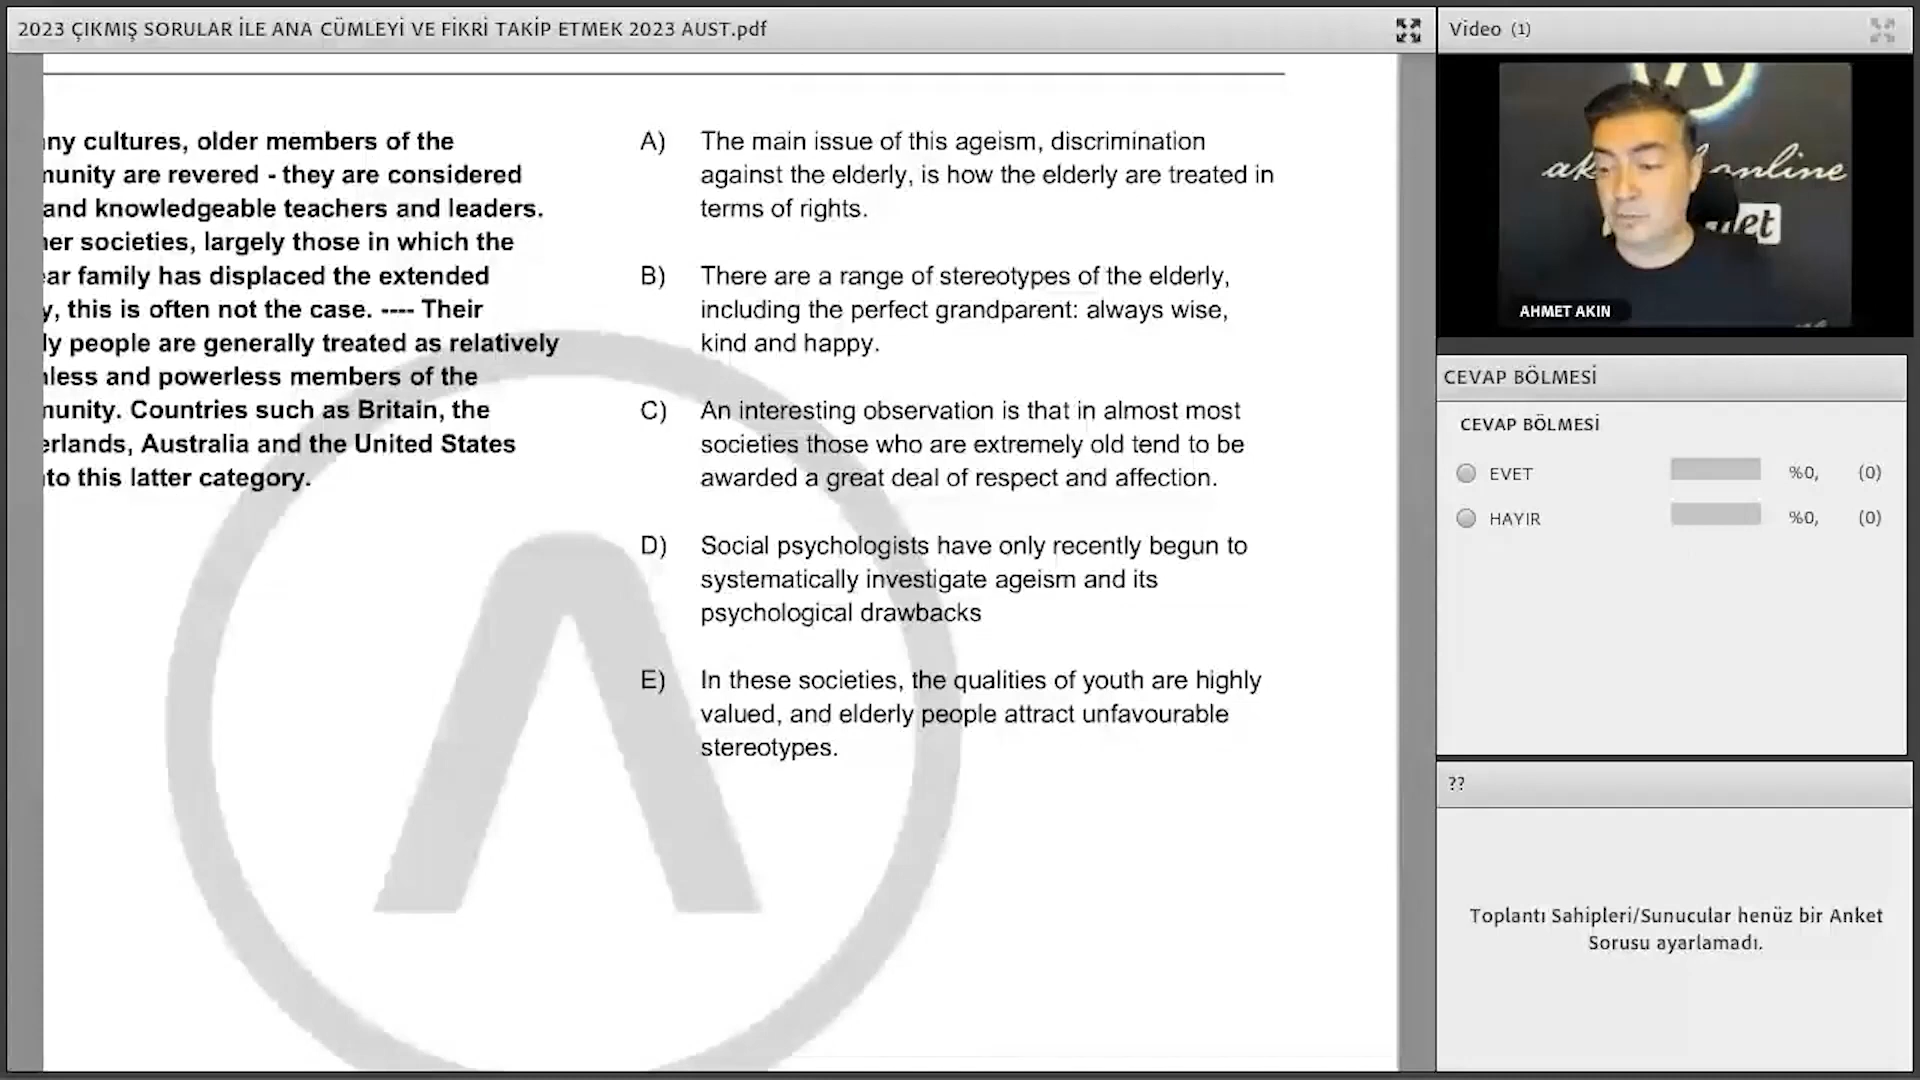 2023 ÇIKMIŞ SORULAR İLE ANA CÜMLEYİ VE FİKRİ TAKİP ETMEK 2023 AUST.pdf
cultures, older members of the
are revered - they are considered
and knowledgeable teachers and leaders.
societies, largely those in which the
family has displaced the extended
this is often not the case. ---- Their
people are generally treated as relatively
and powerless members of the
Countries such as Britain, the
Australia and the United States
this latter category.
A) The main issue of this ageism, discrimination
against the elderly, is how the elderly are treated in
terms of rights.
B) There are a range of stereotypes of the elderly,
including the perfect grandparent: always wise,
kind and happy.
C) An interesting observation is that in almost most
societies those who are extremely old tend to be
awarded a great deal of respect and affection.
D) Social psychologists have only recently begun to
systematically investigate ageism and its
psychological drawbacks
E) In these societies, the qualities of youth are highly
valued, and elderly people attract unfavourable
stereotypes.
Video (1)
online
AHMET AKIN
CEVAP BÖLMESİ
CEVAP BÖLMESİ
EVET %0, (0)
HAYIR %0, (0)
??
Toplantı Sahipleri/Sunucular henüz bir Anket
Sorusu ayarlamadı.